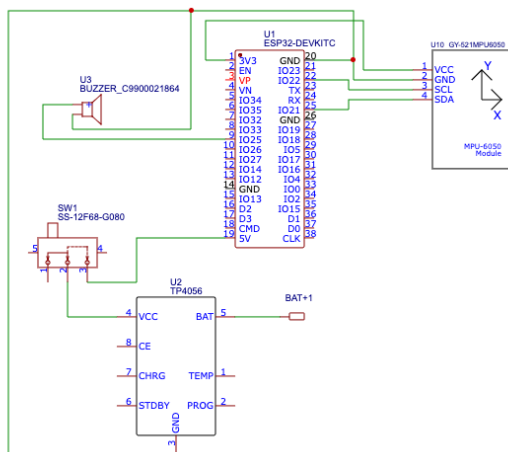 U1
ESP32-DEVKITC
1 3V3 GND 20
2 EN IO23 21
3 VP IO22 22
4 VN TX 23
5 IO34 RX 24
6 IO35 IO21 25
7 IO32 GND 26
8 IO33 IO19 27
9 IO25 IO18 28
10 IO26 IO5 29
11 IO27 IO17 30
12 IO14 IO16 31
13 IO12 IO4 32
14 GND IO0 33
15 IO13 IO2 34
16 D2 IO15 35
17 D3 D1 36
18 CMD D0 37
19 5V CLK 38
U10 GY-521MPU6050
1 VCC
2 GND
3 SCL
4 SDA
Y
X
MPU-6050
Module
U3
BUZZER_C9900021864
+
SW1
SS-12F68-G080
5 4
1 2 3
U2
TP4056
4 VCC BAT 5
8 CE
7 CHRG TEMP 1
6 STDBY PROG 2
GND
3
BAT+1